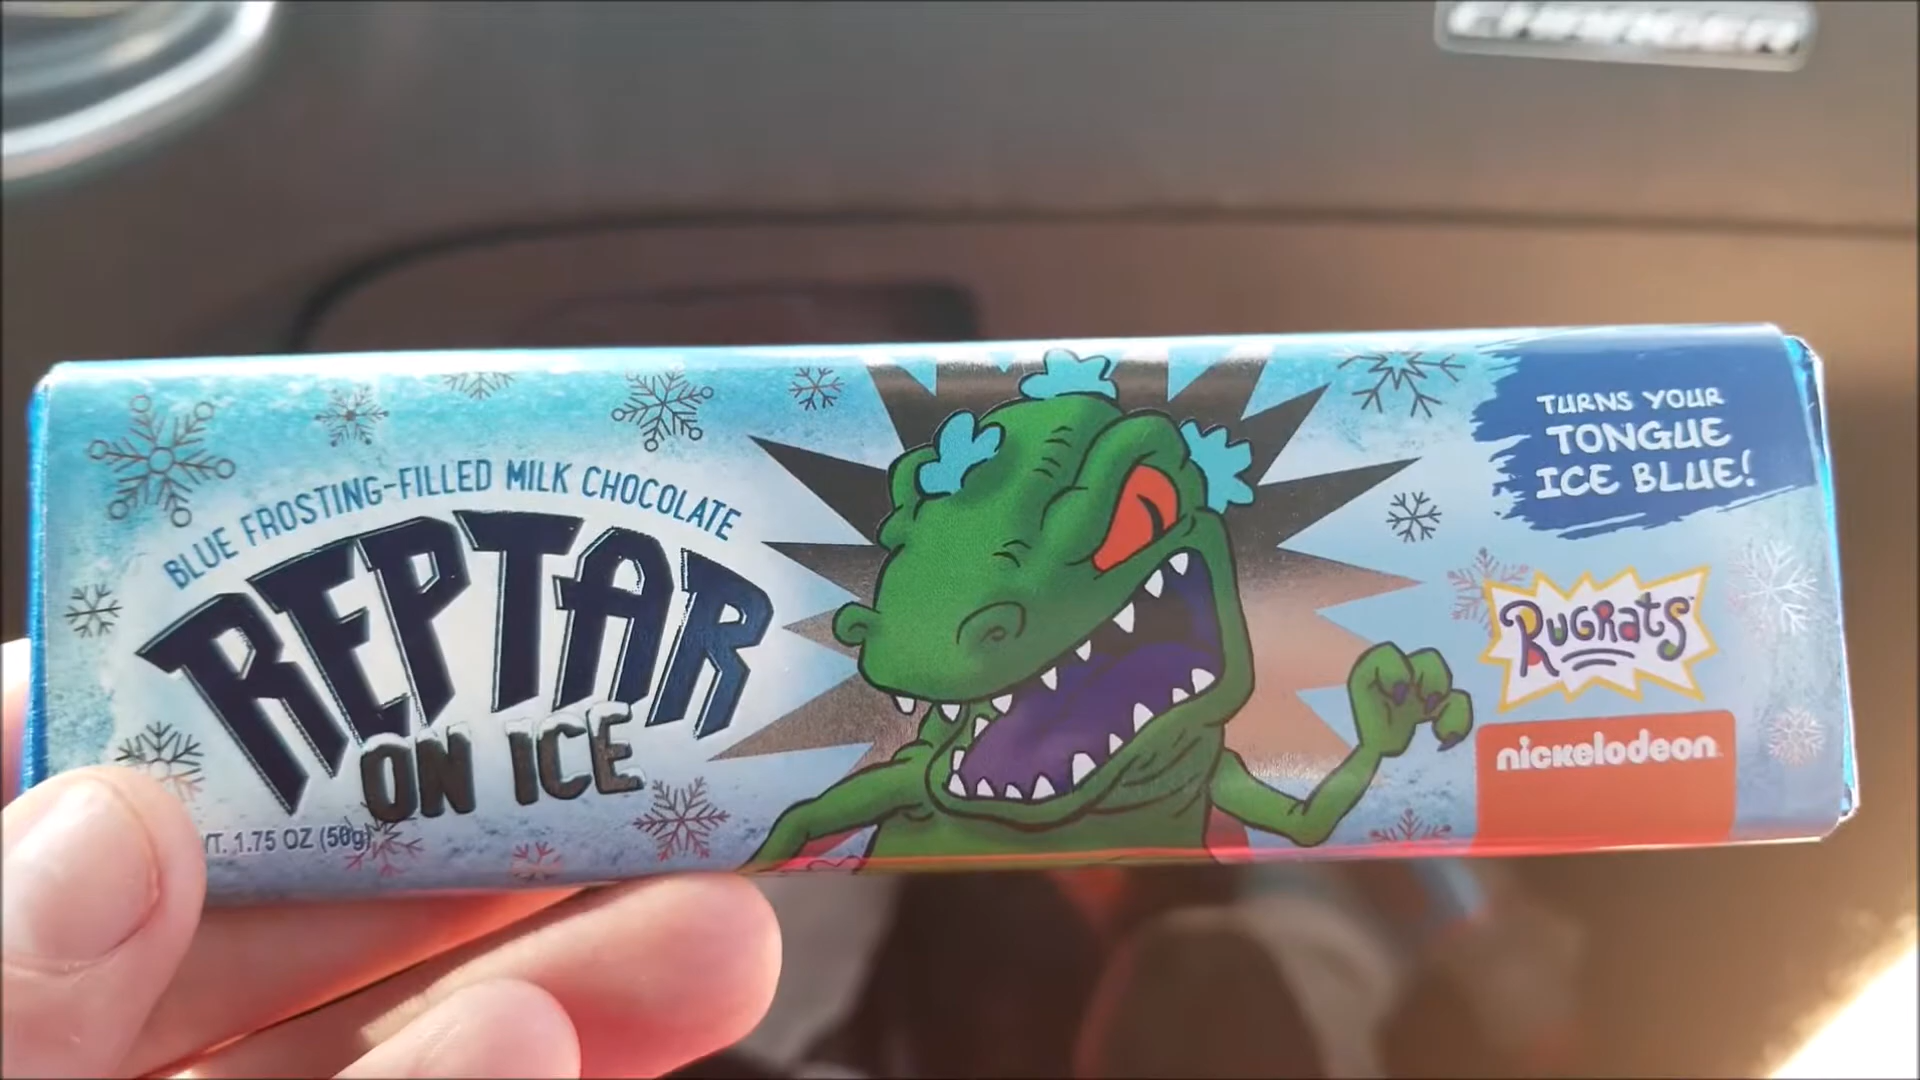 BLUE FROSTING-FILLED MILK CHOCOLATE
REPTAR
ON ICE
T. 1.75 OZ (50g)
TURNS YOUR
TONGUE
ICE BLUE!
RUGRatS
nickelodeon